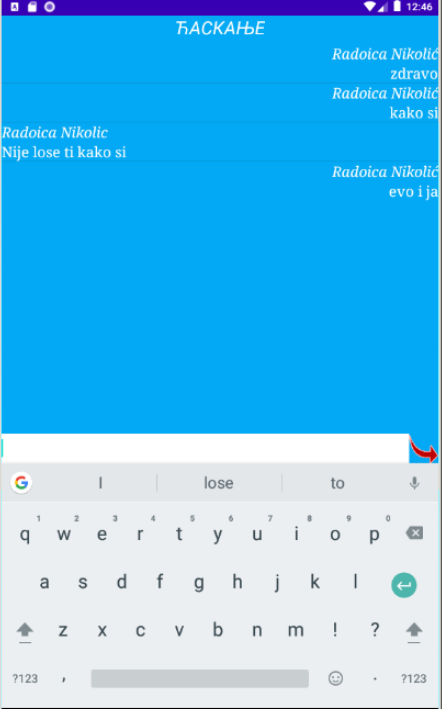 12:46
ЋАСКАЊЕ
Radoica Nikolić
zdravo
Radoica Nikolić
kako si
Radoica Nikolic
Nije lose ti kako si
Radoica Nikolić
evo i ja
G I lose to
1 2 3 4 5 6 7 8 9 0
q w e r t y u i o p
a s d f g h j k l
z x c v b n m ! ?
?123 , . ?123